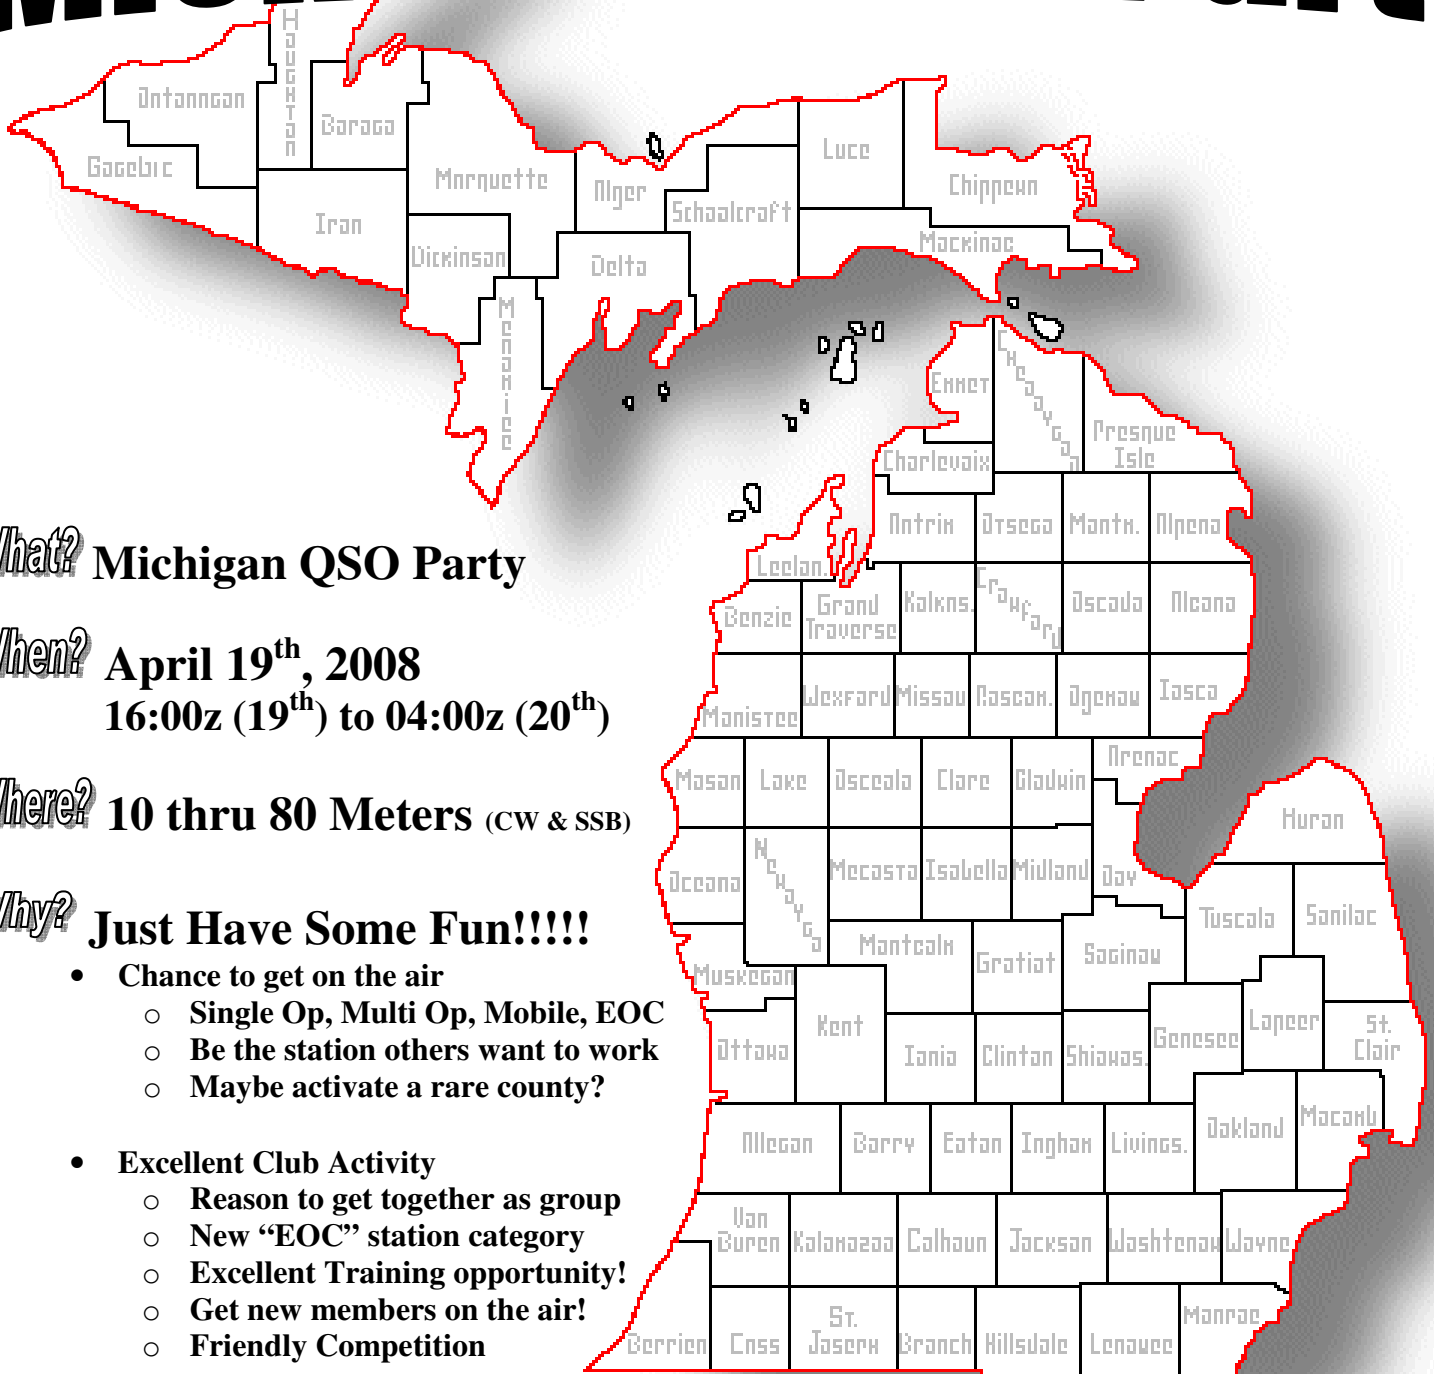 Houghton
Ontonagon
Baraga
Gogebic
Marquette
Alger
Luce
Chippewa
Iron
Schoolcraft
Dickinson
Delta
Mackinac
Menominee
Emmet
Cheboygan
Presque
Isle
Charlevoix
Antrim
Otsego
Montm.
Alpena
What? Michigan QSO Party
Leelan.
Benzie
Grand
Traverse
Kalkns.
Crawford
Oscoda
Alcona
When? April 19th, 2008
16:00z (19th) to 04:00z (20th)
Manistee
Wexford
Missau
Roscom.
Ogemaw
Iosco
Where? 10 thru 80 Meters (CW & SSB)
Mason
Lake
Osceola
Clare
Gladwin
Arenac
Huron
Oceana
Newaygo
Mecosta
Isabella
Midland
Bay
Tuscola
Sanilac
Why? Just Have Some Fun!!!!!
Muskegon
Montcalm
Gratiot
Saginaw
• Chance to get on the air
o Single Op, Multi Op, Mobile, EOC
o Be the station others want to work
o Maybe activate a rare county?
Ottawa
Kent
Ionia
Clinton
Shiawas.
Genesee
Lapeer
St.
Clair
Allegan
Barry
Eaton
Ingham
Livings.
Oakland
Macomb
• Excellent Club Activity
o Reason to get together as group
o New “EOC” station category
o Excellent Training opportunity!
o Get new members on the air!
o Friendly Competition
Van
Buren
Kalamazoo
Calhoun
Jackson
Washtenaw
Wayne
Berrien
Cass
St.
Joseph
Branch
Hillsdale
Lenawee
Monroe